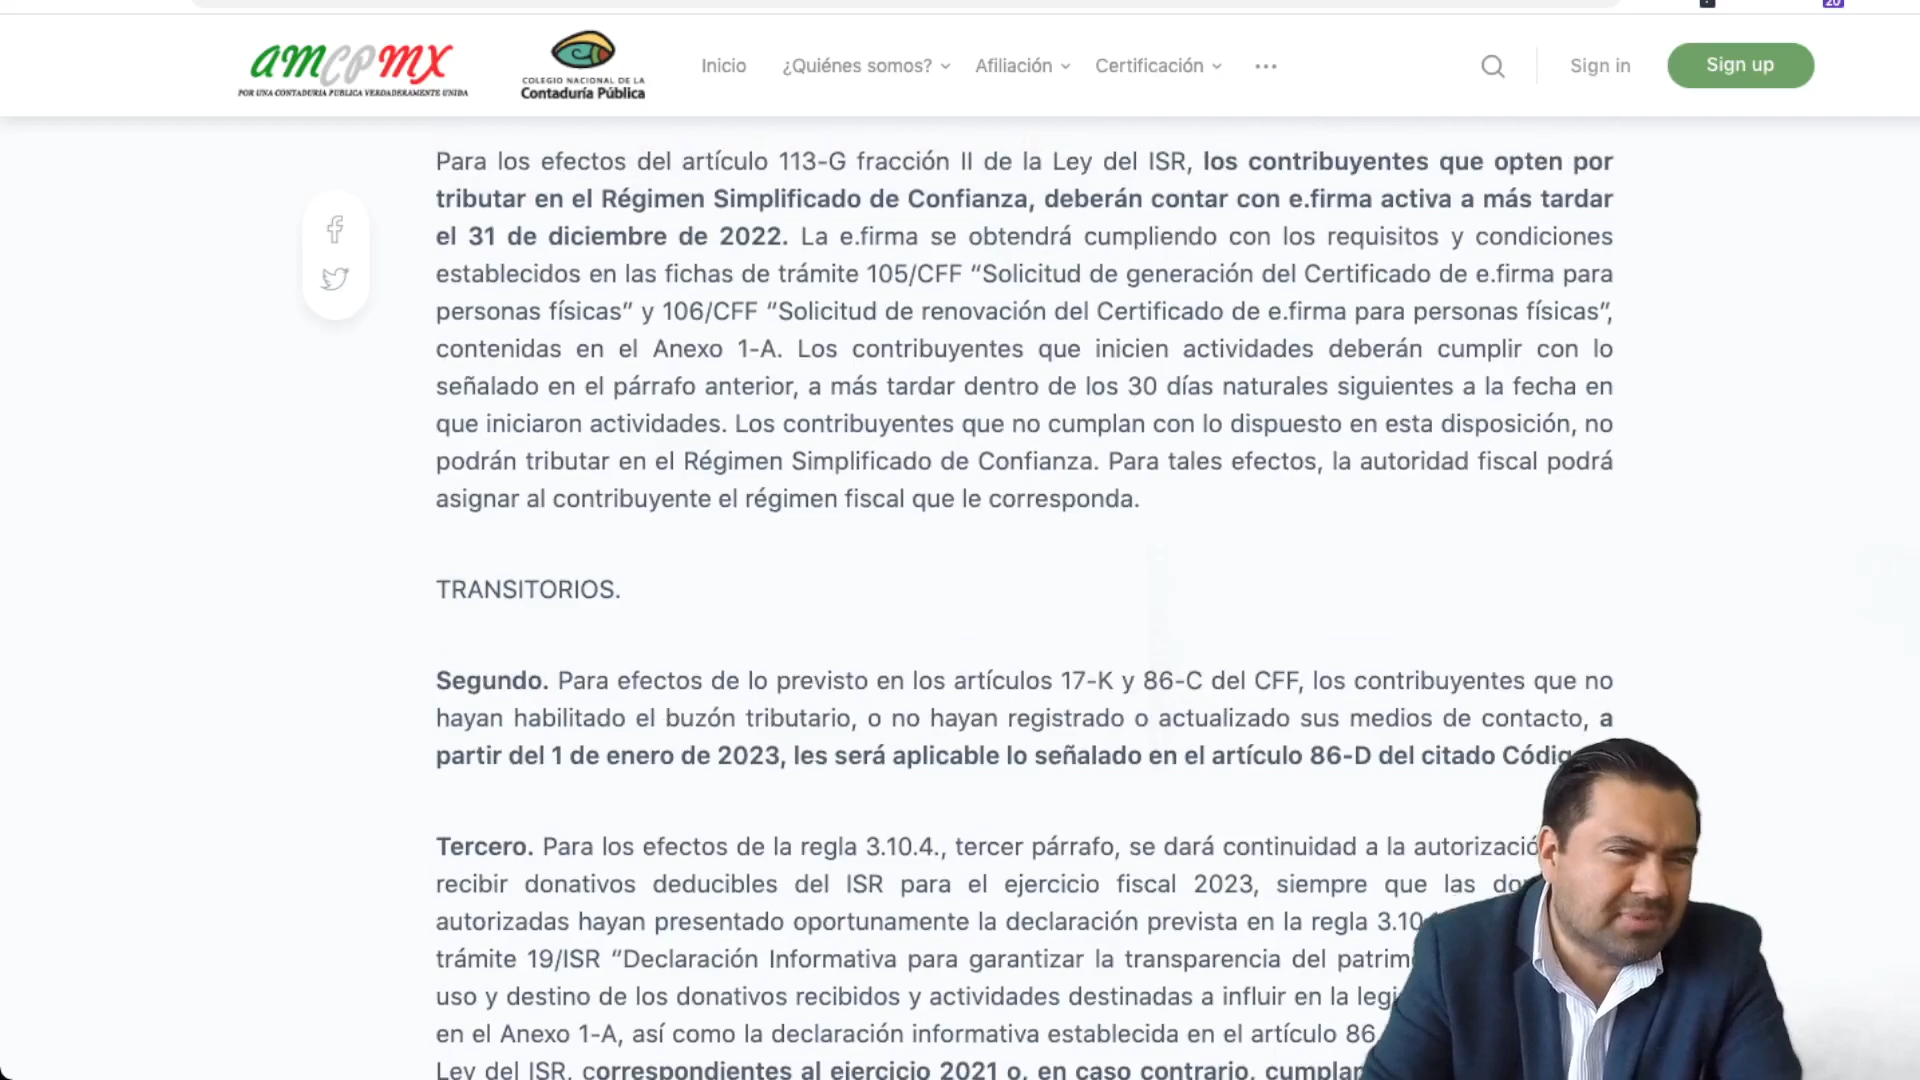 20
amcpmx
POR UNA CONTADURIA PUBLICA VERDADERAMENTE UNIDA
COLEGIO NACIONAL DE LA
Contaduría Pública
Inicio
¿Quiénes somos?
Afiliación
Certificación
Sign in
Sign up
Para los efectos del artículo 113-G fracción II de la Ley del ISR, los contribuyentes que opten por
tributar en el Régimen Simplificado de Confianza, deberán contar con e.firma activa a más tardar
el 31 de diciembre de 2022. La e.firma se obtendrá cumpliendo con los requisitos y condiciones
establecidos en las fichas de trámite 105/CFF “Solicitud de generación del Certificado de e.firma para
personas físicas” y 106/CFF “Solicitud de renovación del Certificado de e.firma para personas físicas”,
contenidas en el Anexo 1-A. Los contribuyentes que inicien actividades deberán cumplir con lo
señalado en el párrafo anterior, a más tardar dentro de los 30 días naturales siguientes a la fecha en
que iniciaron actividades. Los contribuyentes que no cumplan con lo dispuesto en esta disposición, no
podrán tributar en el Régimen Simplificado de Confianza. Para tales efectos, la autoridad fiscal podrá
asignar al contribuyente el régimen fiscal que le corresponda.
TRANSITORIOS.
Segundo. Para efectos de lo previsto en los artículos 17-K y 86-C del CFF, los contribuyentes que no
hayan habilitado el buzón tributario, o no hayan registrado o actualizado sus medios de contacto, a
partir del 1 de enero de 2023, les será aplicable lo señalado en el artículo 86-D del citado Códig
Tercero. Para los efectos de la regla 3.10.4., tercer párrafo, se dará continuidad a la autorizació
recibir donativos deducibles del ISR para el ejercicio fiscal 2023, siempre que las do
autorizadas hayan presentado oportunamente la declaración prevista en la regla 3.10
trámite 19/ISR “Declaración Informativa para garantizar la transparencia del patrim
uso y destino de los donativos recibidos y actividades destinadas a influir en la legi
en el Anexo 1-A, así como la declaración informativa establecida en el artículo 86
Ley del ISR, correspondientes al ejercicio 2021 o, en caso contrario, cumplan